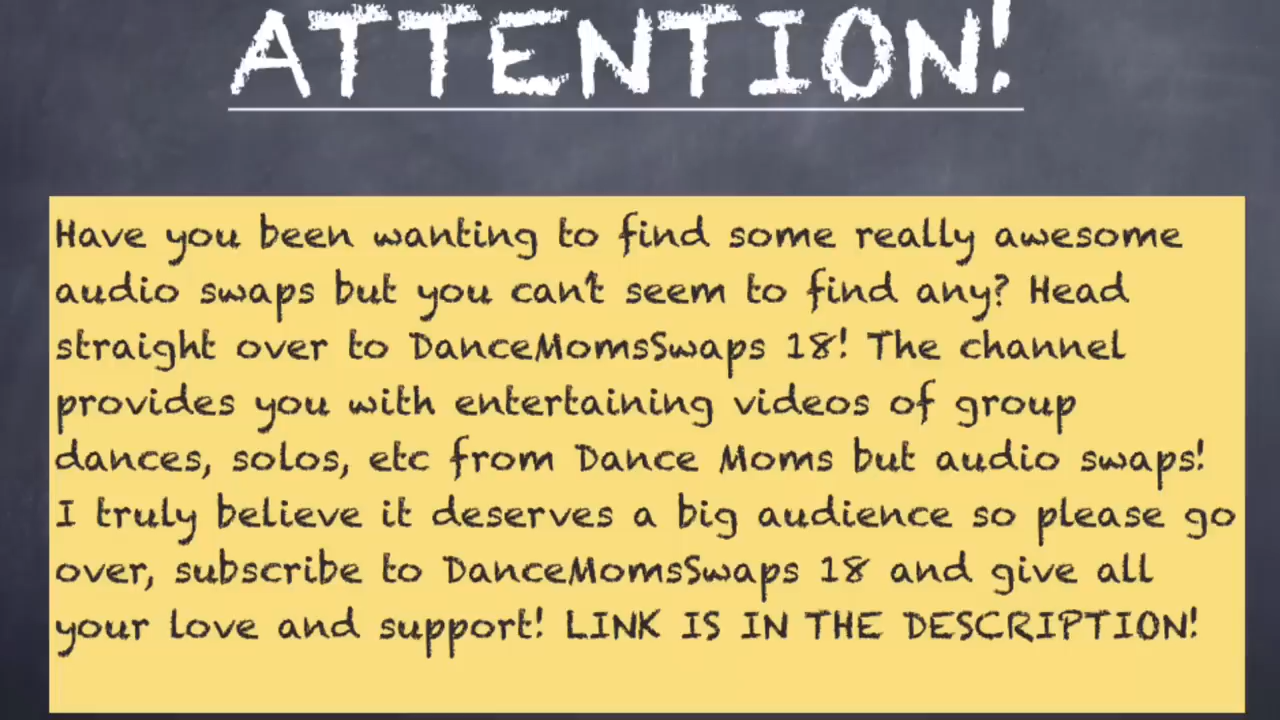 ATTENTION!
Have you been wanting to find some really awesome
audio swaps but you can't seem to find any? Head
straight over to DanceMomsSwaps 18! The channel
provides you with entertaining videos of group
dances, solos, etc from Dance Moms but audio swaps!
I truly believe it deserves a big audience so please go
over, subscribe to DanceMomsSwaps 18 and give all
your love and support! LINK IS IN THE DESCRIPTION!